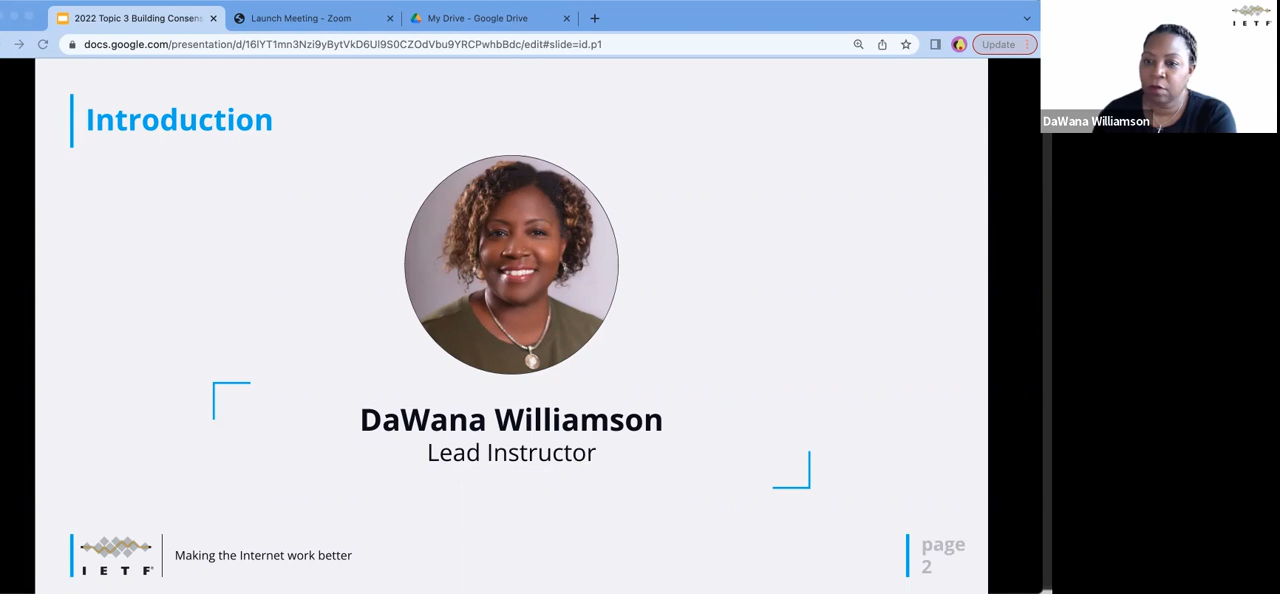 2022 Topic 3 Building Consens
Launch Meeting - Zoom
My Drive - Google Drive
docs.google.com/presentation/d/16lYT1mn3Nzi9yBytVkD6Ul9S0CZOdVbu9YRCPwhbBdc/edit#slide=id.p1
Update
I E T F
DaWana Williamson
Introduction
DaWana Williamson
Lead Instructor
I E T F®
Making the Internet work better
page
2